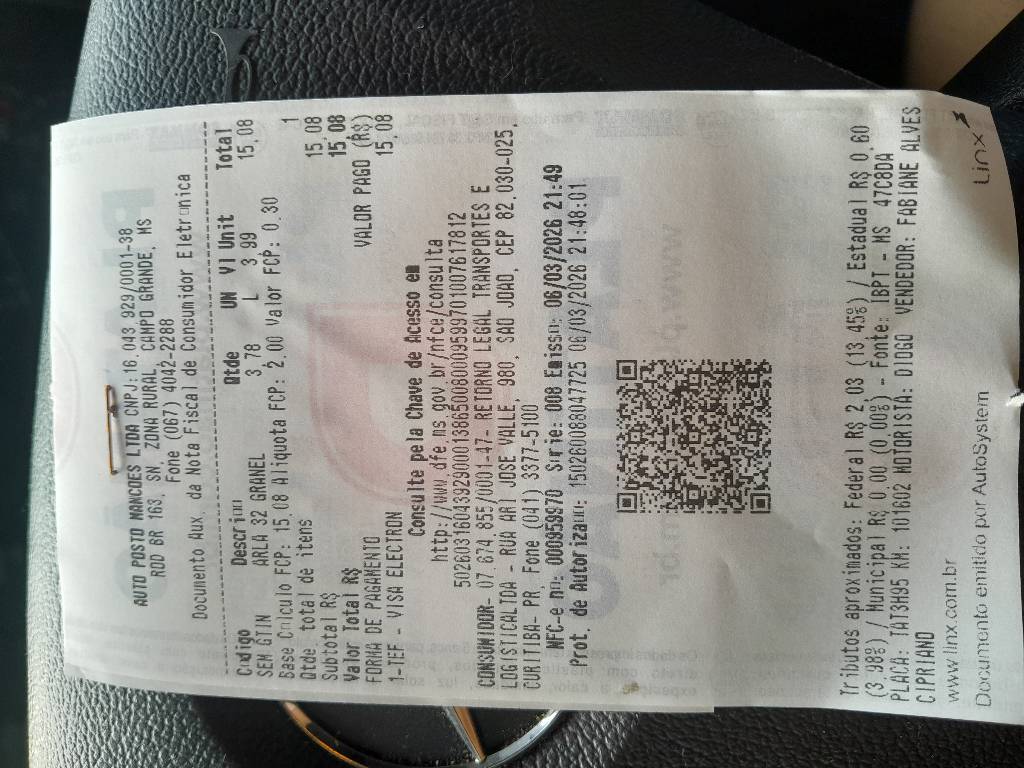 AUTO POSTO MANCOES LTDA CNPJ:16.043.929/0001-38
ROD BR 163, SN, ZONA RURAL, CAMPO GRANDE, MS
Fone (067) 4042-2288
Documento Aux. da Nota Fiscal de Consumidor Eletronica
Codigo Descricao Qtde UN Vl Unit Total
SEM GTIN ARLA 32 GRANEL 3,78 L 3,99 15,08
Base Calculo FCP: 15,08 Aliquota FCP: 2,00 Valor FCP: 0,30
Qtde. total de itens 1
Subtotal R$ 15,08
Valor Total R$ 15,08
FORMA DE PAGAMENTO VALOR PAGO (R$)
1-TEF - VISA ELECTRON 15,08
Consulte pela Chave de Acesso em
http://www.dfe.ms.gov.br/nfce/consulta
CONSUMIDOR- 07.674.855/0001-47- RETORNO LEGAL TRANSPORTES E
LOGISTICALTDA - RUA ARI JOSE VALLE, 980, SAO JOAO, CEP 82.030-025,
CURITIBA- PR, Fone (041) 3377-5100
NFC-e no: 000959970 Serie: 008 Emisso: 06/03/2026 21:49
Prot. de Autorizacao: 150260088047725 06/03/2026 21:48:01
Tributos aproximados: Federal R$ 2,03 (13,45%) / Estadual R$ 0,60
(3,98%) / Municipal R$ 0,00 (0,00%) - Fonte: IBPT - MS 47C8DA
PLACA: TAT3H95 KM: 101602 MOTORISTA: DIOGO VENDEDOR: FABIANE ALVES
CIPRIANO
www.linx.com.br
Documento emitido por AutoSystem
Linx